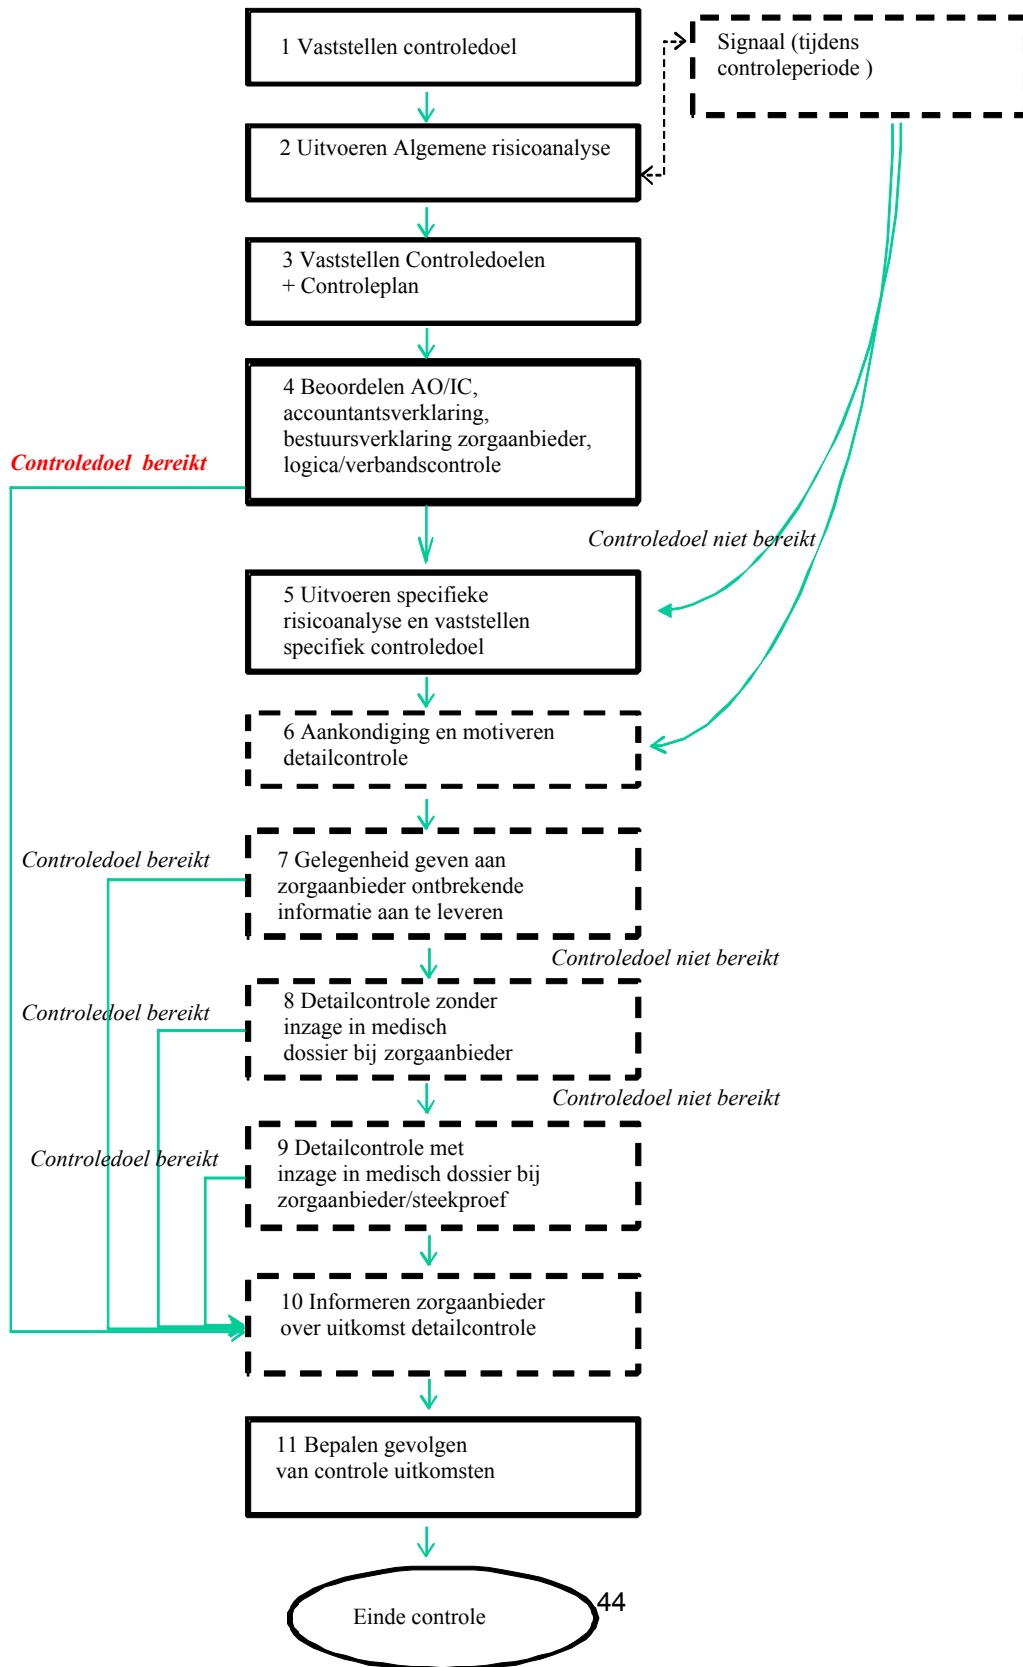 1 Vaststellen controledoel
Signaal (tijdens
controleperiode )
2 Uitvoeren Algemene risicoanalyse
3 Vaststellen Controledoelen
+ Controleplan
4 Beoordelen AO/IC,
accountantsverklaring,
bestuursverklaring zorgaanbieder,
logica/verbandscontrole
Controledoel bereikt
Controledoel niet bereikt
5 Uitvoeren specifieke
risicoanalyse en vaststellen
specifiek controledoel
6 Aankondiging en motiveren
detailcontrole
Controledoel bereikt
7 Gelegenheid geven aan
zorgaanbieder ontbrekende
informatie aan te leveren
Controledoel niet bereikt
Controledoel bereikt
8 Detailcontrole zonder
inzage in medisch
dossier bij zorgaanbieder
Controledoel niet bereikt
Controledoel bereikt
9 Detailcontrole met
inzage in medisch dossier bij
zorgaanbieder/steekproef
10 Informeren zorgaanbieder
over uitkomst detailcontrole
11 Bepalen gevolgen
van controle uitkomsten
Einde controle
44